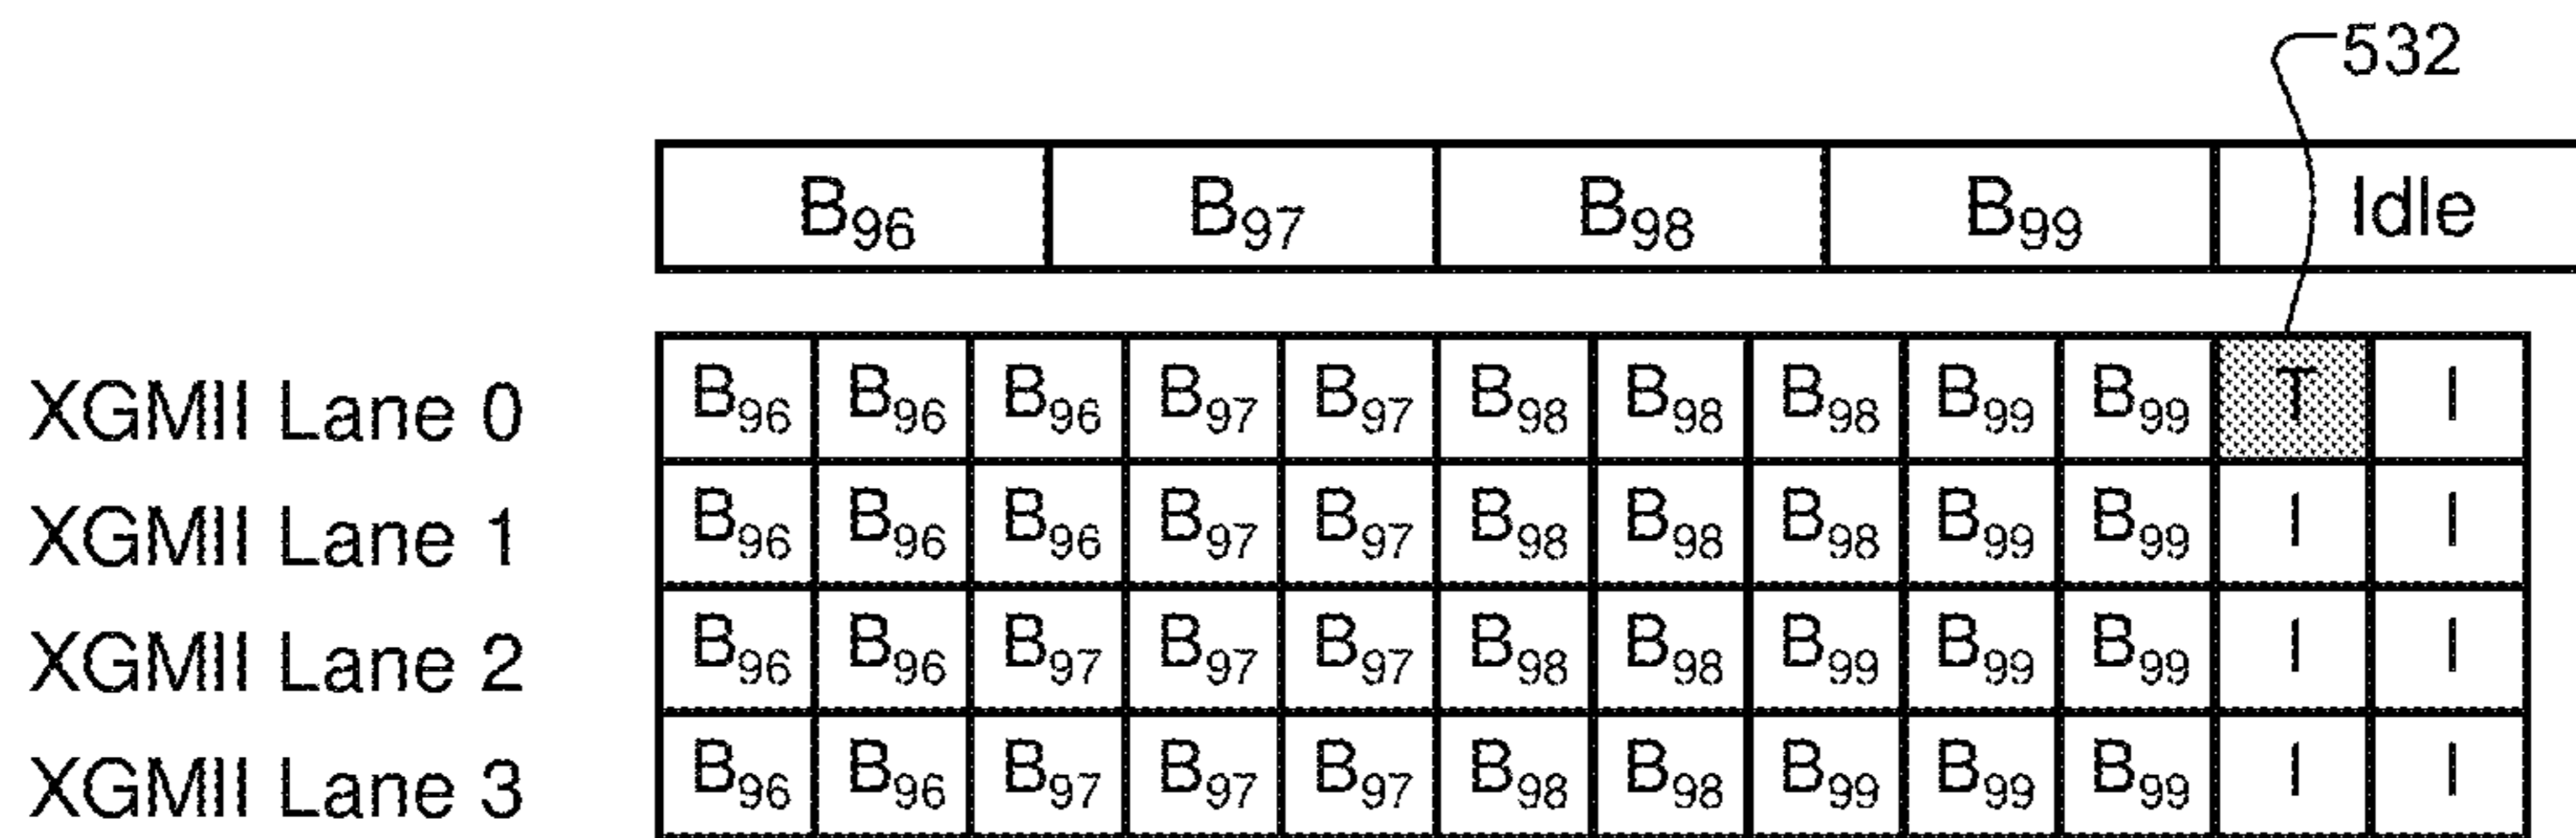 532
B₉₆ B₉₇ B₉₈ B₉₉ Idle
XGMII Lane 0 B₉₆ B₉₆ B₉₆ B₉₇ B₉₇ B₉₈ B₉₈ B₉₈ B₉₉ B₉₉ T I
XGMII Lane 1 B₉₆ B₉₆ B₉₆ B₉₇ B₉₇ B₉₈ B₉₈ B₉₈ B₉₉ B₉₉ I I
XGMII Lane 2 B₉₆ B₉₆ B₉₇ B₉₇ B₉₇ B₉₈ B₉₈ B₉₉ B₉₉ B₉₉ I I
XGMII Lane 3 B₉₆ B₉₆ B₉₇ B₉₇ B₉₇ B₉₈ B₉₈ B₉₉ B₉₉ B₉₉ I I